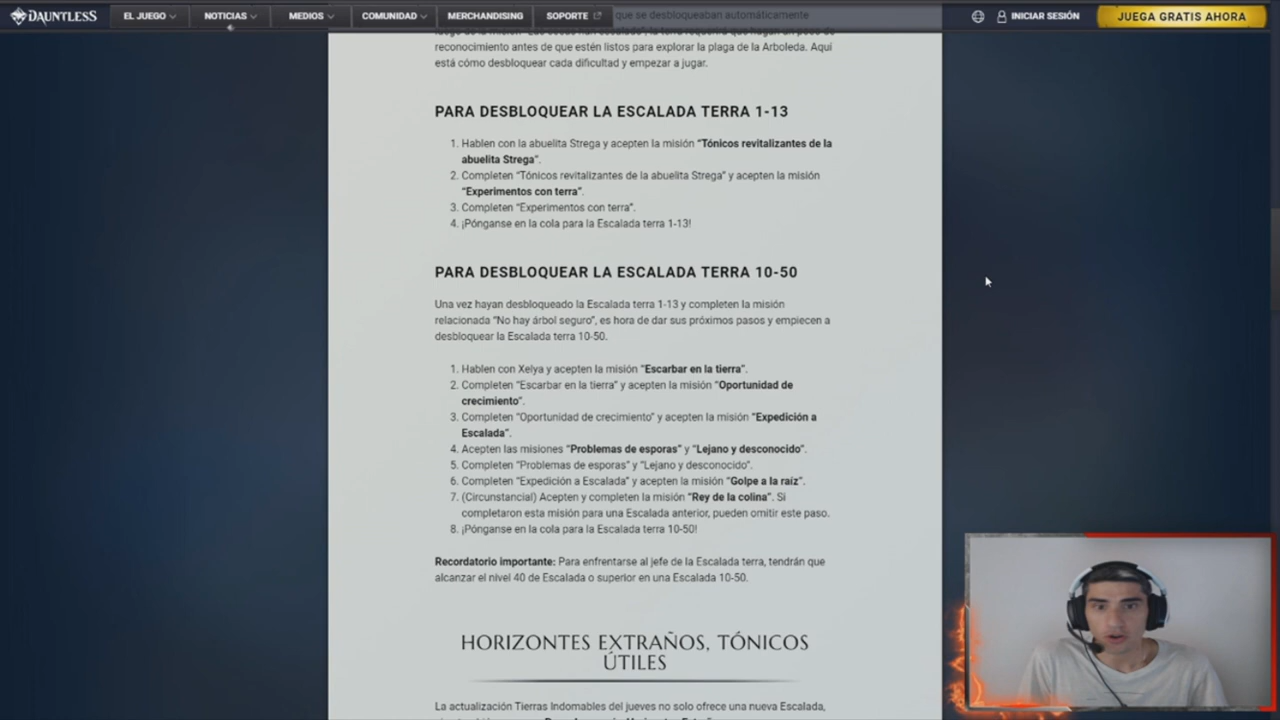 DAUNTLESS
EL JUEGO
NOTICIAS
MEDIOS
COMUNIDAD
MERCHANDISING
SOPORTE
INICIAR SESIÓN
JUEGA GRATIS AHORA
que se desbloqueaban automáticamente
reconocimiento antes de que estén listos para explorar la plaga de la Arboleda. Aquí
está cómo desbloquear cada dificultad y empezar a jugar.
PARA DESBLOQUEAR LA ESCALADA TERRA 1-13
1. Hablen con la abuelita Strega y acepten la misión "Tónicos revitalizantes de la
abuelita Strega".
2. Completen "Tónicos revitalizantes de la abuelita Strega" y acepten la misión
"Experimentos con terra".
3. Completen "Experimentos con terra".
4. ¡Pónganse en la cola para la Escalada terra 1-13!
PARA DESBLOQUEAR LA ESCALADA TERRA 10-50
Una vez hayan desbloqueado la Escalada terra 1-13 y completen la misión
relacionada "No hay árbol seguro", es hora de dar sus próximos pasos y empiecen a
desbloquear la Escalada terra 10-50.
1. Hablen con Xelya y acepten la misión "Escarbar en la tierra".
2. Completen "Escarbar en la tierra" y acepten la misión "Oportunidad de
crecimiento".
3. Completen "Oportunidad de crecimiento" y acepten la misión "Expedición a
Escalada".
4. Acepten las misiones "Problemas de esporas" y "Lejano y desconocido".
5. Completen "Problemas de esporas" y "Lejano y desconocido".
6. Completen "Expedición a Escalada" y acepten la misión "Golpe a la raíz".
7. (Circunstancial) Acepten y completen la misión "Rey de la colina". Si
completaron esta misión para una Escalada anterior, pueden omitir este paso.
8. ¡Pónganse en la cola para la Escalada terra 10-50!
Recordatorio importante: Para enfrentarse al jefe de la Escalada terra, tendrán que
alcanzar el nivel 40 de Escalada o superior en una Escalada 10-50.
HORIZONTES EXTRAÑOS, TÓNICOS
ÚTILES
La actualización Tierras Indomables del jueves no solo ofrece una nueva Escalada,